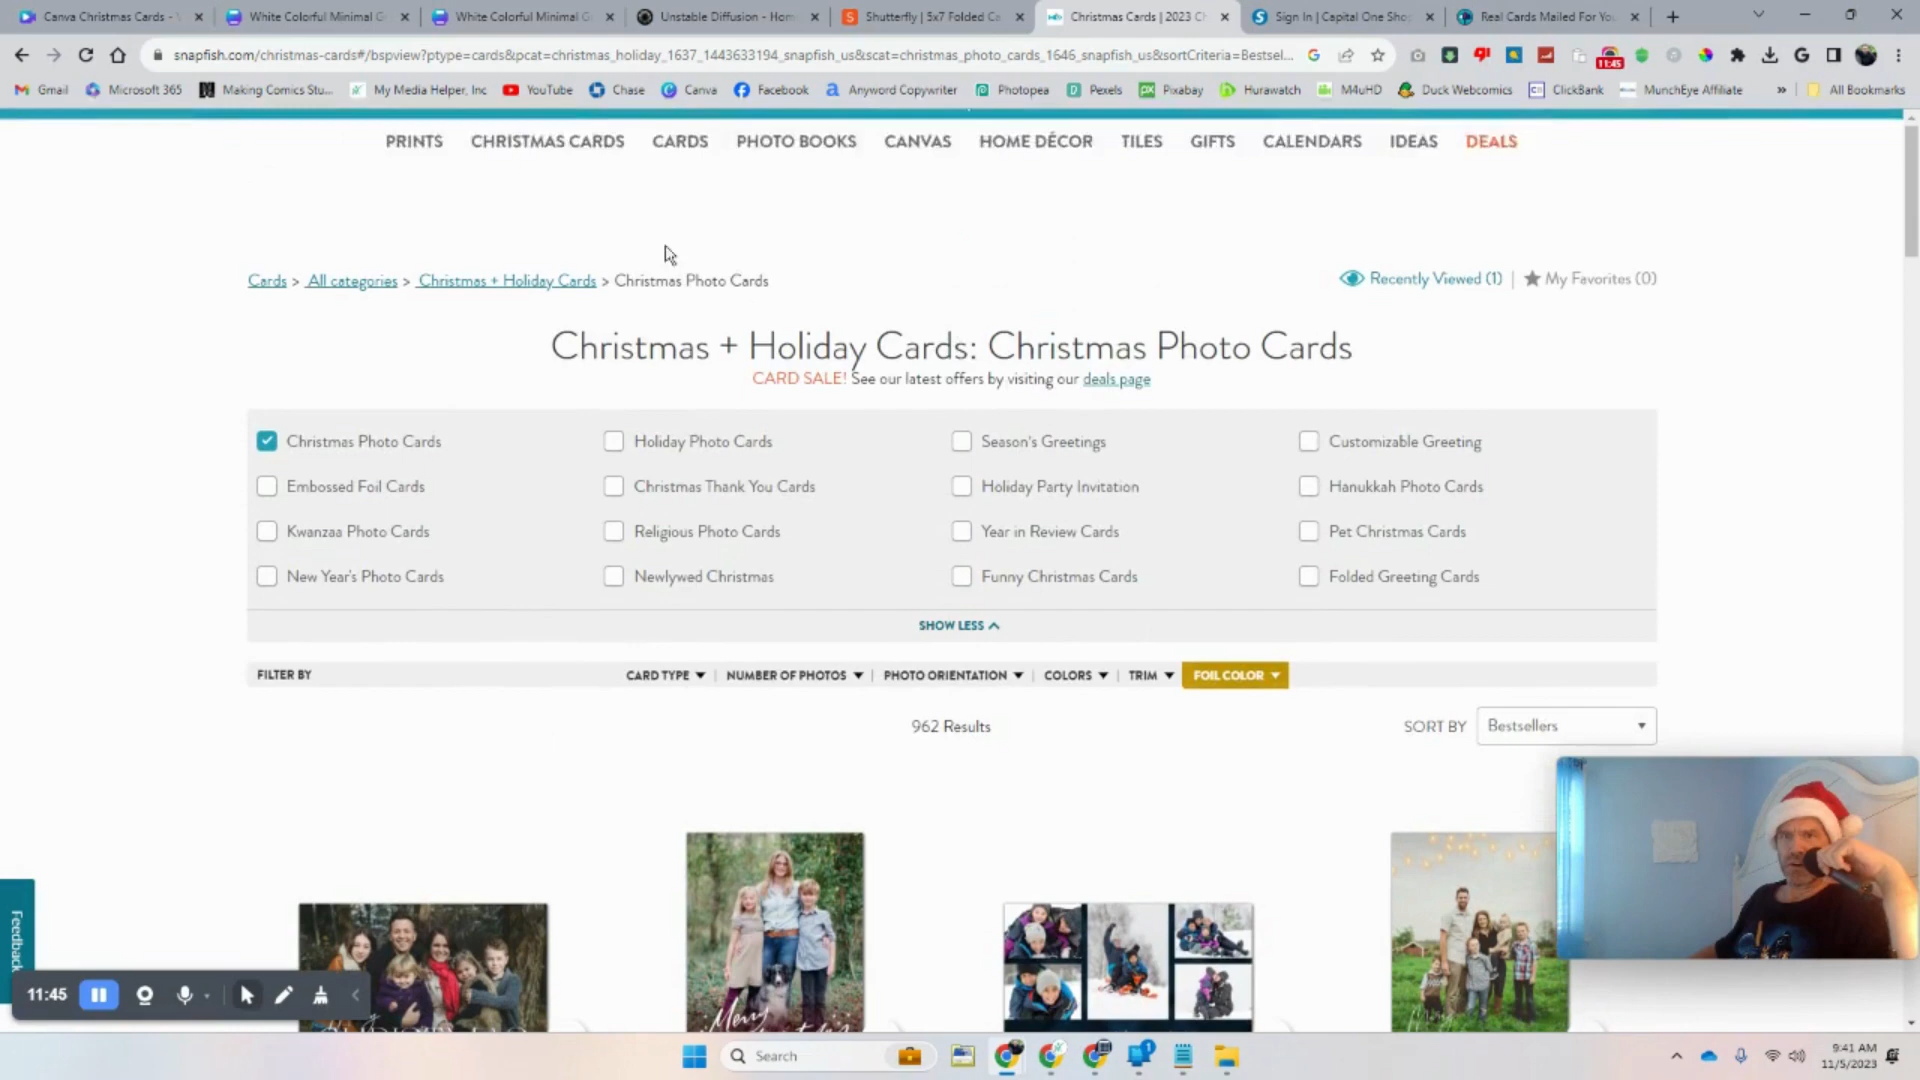 Canva Christmas Cards -
White Colorful Minimal G
White Colorful Minimal G
Unstable Diffusion - Hom
Shutterfly | 5x7 Folded Ca
Christmas Cards | 2023 Ch
Sign In | Capital One Sho
Real Cards Mailed For You
snapfish.com/christmas-cards#/bspview?ptype=cards&pcat=christmas_holiday_1637_1443633194_snapfish_us&scat=christmas_photo_cards_1646_snapfish_us&sortCriteria=Bestsel...
11:45
Gmail
Microsoft 365
Making Comics Stu...
My Media Helper, Inc
YouTube
Chase
Canva
Facebook
Anyword Copywriter
Photopea
Pexels
Pixabay
Hurawatch
M4uHD
Duck Webcomics
ClickBank
MunchEye Affiliate
»
All Bookmarks
PRINTS
CHRISTMAS CARDS
CARDS
PHOTO BOOKS
CANVAS
HOME DÉCOR
TILES
GIFTS
CALENDARS
IDEAS
DEALS
Cards > All categories > Christmas + Holiday Cards > Christmas Photo Cards
Recently Viewed (1) | My Favorites (0)
Christmas + Holiday Cards: Christmas Photo Cards
CARD SALE! See our latest offers by visiting our deals page
Christmas Photo Cards
Holiday Photo Cards
Season's Greetings
Customizable Greeting
Embossed Foil Cards
Christmas Thank You Cards
Holiday Party Invitation
Hanukkah Photo Cards
Kwanzaa Photo Cards
Religious Photo Cards
Year in Review Cards
Pet Christmas Cards
New Year's Photo Cards
Newlywed Christmas
Funny Christmas Cards
Folded Greeting Cards
SHOW LESS
FILTER BY
CARD TYPE
NUMBER OF PHOTOS
PHOTO ORIENTATION
COLORS
TRIM
FOIL COLOR
962 Results
SORT BY
Bestsellers
Feedback
Merry
Merry
11:45
Search
9:41 AM
11/5/2023